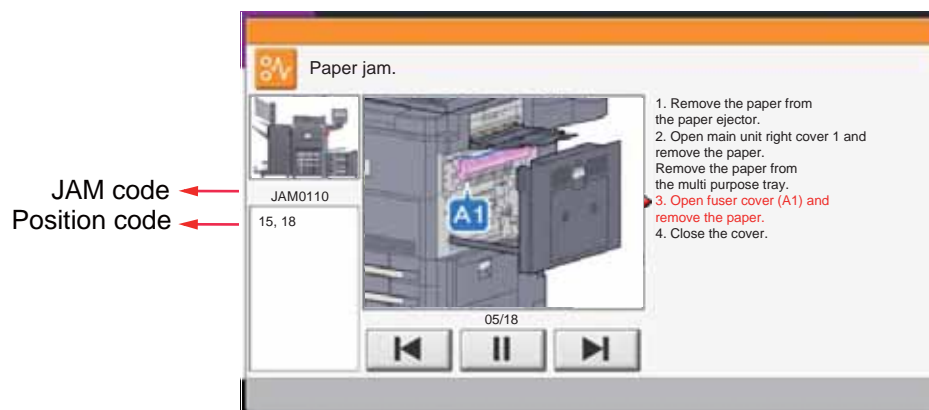 Paper jam.
JAM code
Position code
JAM0110
15, 18
A1
05/18
1. Remove the paper from
the paper ejector.
2. Open main unit right cover 1 and
remove the paper.
Remove the paper from
the multi purpose tray.
3. Open fuser cover (A1) and
remove the paper.
4. Close the cover.